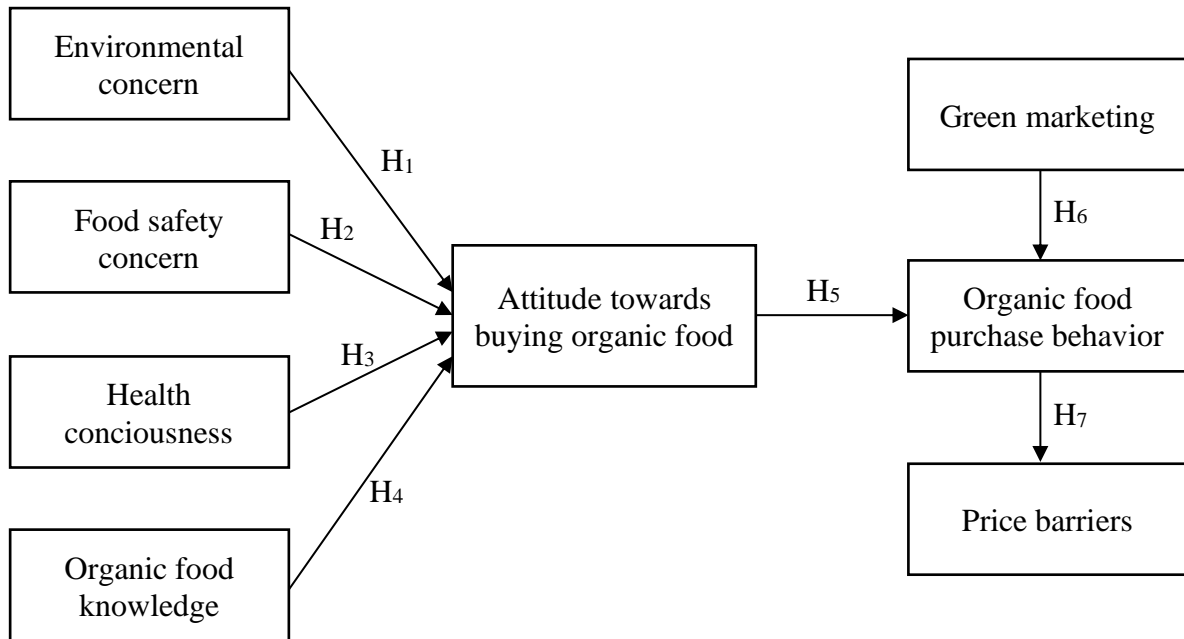 Environmental
concern
H1
Food safety
concern
H2
Health
conciousness
H3
Organic food
knowledge
H4
Attitude towards
buying organic food
H5
Green marketing
H6
Organic food
purchase behavior
H7
Price barriers